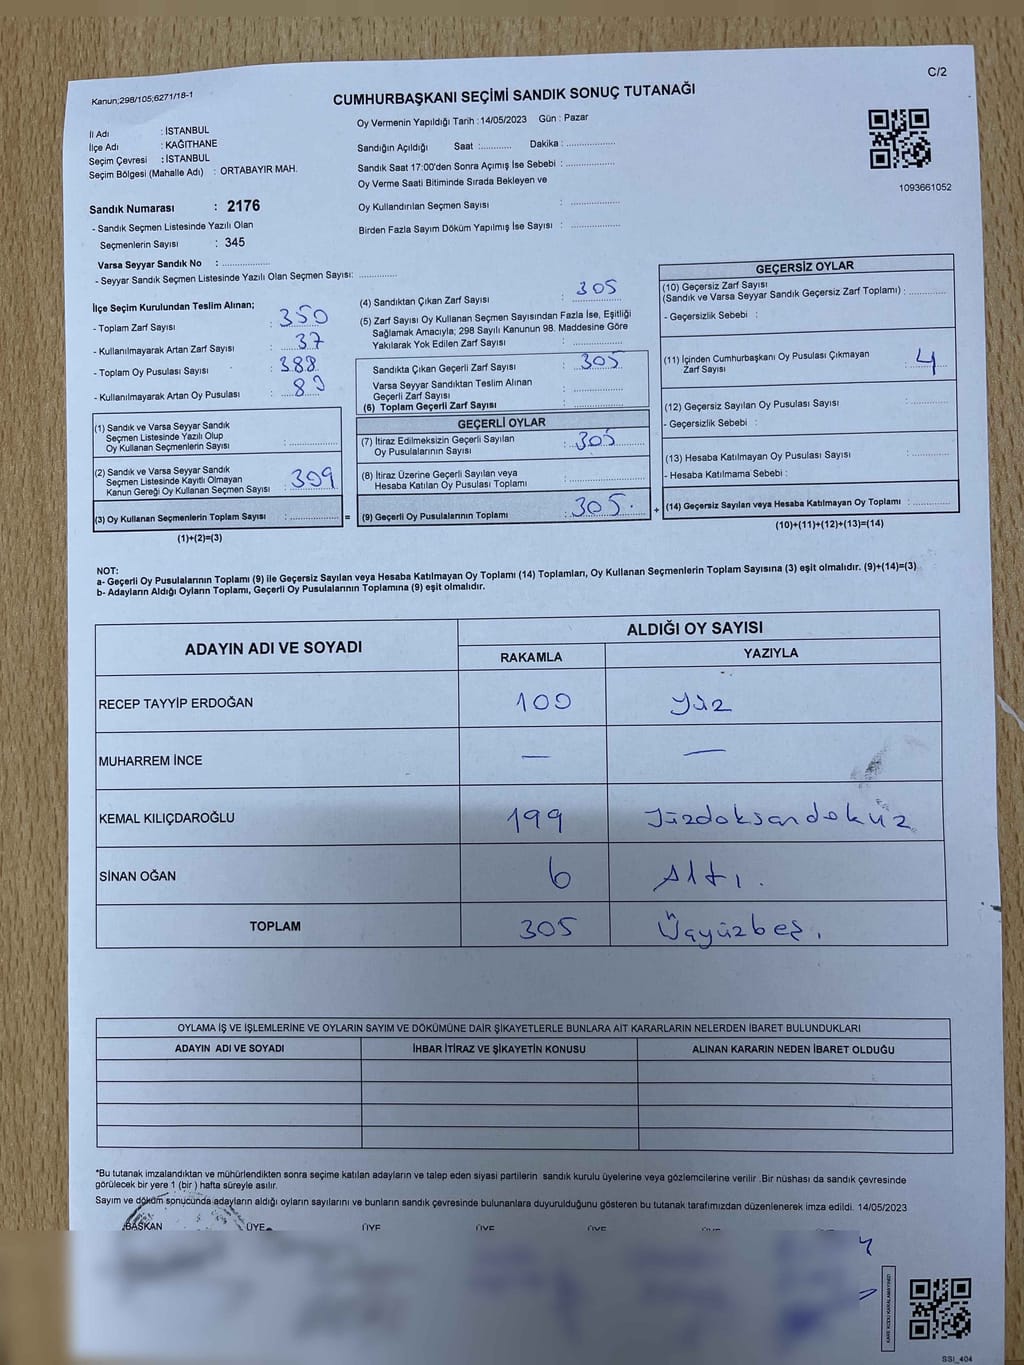 C/2
Kanun;298/105;6271/18-1
CUMHURBAŞKANI SEÇİMİ SANDIK SONUÇ TUTANAĞI
İl Adı : İSTANBUL
İlçe Adı : KAĞITHANE
Seçim Çevresi : İSTANBUL
Seçim Bölgesi (Mahalle Adı) : ORTABAYIR MAH.
Sandık Numarası : 2176
- Sandık Seçmen Listesinde Yazılı Olan
Seçmenlerin Sayısı : 345
Varsa Seyyar Sandık No : ............
- Seyyar Sandık Seçmen Listesinde Yazılı Olan Seçmen Sayısı: ............
Oy Vermenin Yapıldığı Tarih : 14/05/2023 Gün : Pazar
Sandığın Açıldığı Saat :.......... Dakika : ...............
Sandık Saat 17:00'den Sonra Açımış İse Sebebi : ...............
Oy Verme Saati Bitiminde Sırada Bekleyen ve
Oy Kullandırılan Seçmen Sayısı : ...............
Birden Fazla Sayım Döküm Yapılmış İse Sayısı : ...............
1093661052
İlçe Seçim Kurulundan Teslim Alınan;
- Toplam Zarf Sayısı : 350
- Kullanılmayarak Artan Zarf Sayısı : 37
- Toplam Oy Pusulası Sayısı : 388
- Kullanılmayarak Artan Oy Pusulası :
(1) Sandık ve Varsa Seyyar Sandık
Seçmen Listesinde Yazılı Olup
Oy Kullanan Seçmenlerin Sayısı : ............
(2) Sandık ve Varsa Seyyar Sandık
Seçmen Listesinde Kayıtlı Olmayan
Kanun Gereği Oy Kullanan Seçmen Sayısı : 309
(3) Oy Kullanan Seçmenlerin Toplam Sayısı : ............ =
(1)+(2)=(3)
(4) Sandıktan Çıkan Zarf Sayısı : 305
(5) Zarf Sayısı Oy Kullanan Seçmen Sayısından Fazla İse, Eşitliği
Sağlamak Amacıyla; 298 Sayılı Kanunun 98. Maddesine Göre
Yakılarak Yok Edilen Zarf Sayısı : ............
Sandıkta Çıkan Geçerli Zarf Sayısı : 305
Varsa Seyyar Sandıktan Teslim Alınan
Geçerli Zarf Sayısı : ............
(6) Toplam Geçerli Zarf Sayısı : ............
GEÇERLİ OYLAR
(7) İtiraz Edilmeksizin Geçerli Sayılan
Oy Pusulalarının Sayısı : 305
(8) İtiraz Üzerine Geçerli Sayılan veya
Hesaba Katılan Oy Pusulası Toplamı : ............
(9) Geçerli Oy Pusulalarının Toplamı : 305. +
GEÇERSİZ OYLAR
(10) Geçersiz Zarf Sayısı
(Sandık ve Varsa Seyyar Sandık Geçersiz Zarf Toplamı) : ............
- Geçersizlik Sebebi :
(11) İçinden Cumhurbaşkanı Oy Pusulası Çıkmayan
Zarf Sayısı : 4
(12) Geçersiz Sayılan Oy Pusulası Sayısı : ............
- Geçersizlik Sebebi :
(13) Hesaba Katılmayan Oy Pusulası Sayısı : ............
- Hesaba Katılmama Sebebi :
(14) Geçersiz Sayılan veya Hesaba Katılmayan Oy Toplamı : ............
(10)+(11)+(12)+(13)=(14)
NOT:
a- Geçerli Oy Pusulalarının Toplamı (9) ile Geçersiz Sayılan veya Hesaba Katılmayan Oy Toplamı (14) Toplamları, Oy Kullanan Seçmenlerin Toplam Sayısına (3) eşit olmalıdır. (9)+(14)=(3)
b- Adayların Aldığı Oyların Toplamı, Geçerli Oy Pusulalarının Toplamına (9) eşit olmalıdır.
ADAYIN ADI VE SOYADI ALDIĞI OY SAYISI
RAKAMLA YAZIYLA
RECEP TAYYİP ERDOĞAN 100 Yüz
MUHARREM İNCE — —
KEMAL KILIÇDAROĞLU 199 Yüzdoksandokuz
SİNAN OĞAN 6 Altı.
TOPLAM 305 Üçyüzbeş.
OYLAMA İŞ VE İŞLEMLERİNE VE OYLARIN SAYIM VE DÖKÜMÜNE DAİR ŞİKAYETLERLE BUNLARA AİT KARARLARIN NELERDEN İBARET BULUNDUKLARI
ADAYIN ADI VE SOYADI İHBAR İTİRAZ VE ŞİKAYETİN KONUSU ALINAN KARARIN NEDEN İBARET OLDUĞU
*Bu tutanak imzalandıktan ve mühürlendikten sonra seçime katılan adayların ve talep eden siyasi partilerin sandık kurulu üyelerine veya gözlemcilerine verilir .Bir nüshası da sandık çevresinde
görülecek bir yere 1 (bir ) hafta süreyle asılır.
Sayım ve döküm sonucunda adayların aldığı oyların sayılarını ve bunların sandık çevresinde bulunanlara duyurulduğunu gösteren bu tutanak tarafımızdan düzenlenerek imza edildi. 14/05/2023
BAŞKAN ÜYE ÜYE ÜYE ÜYE
SSI_404